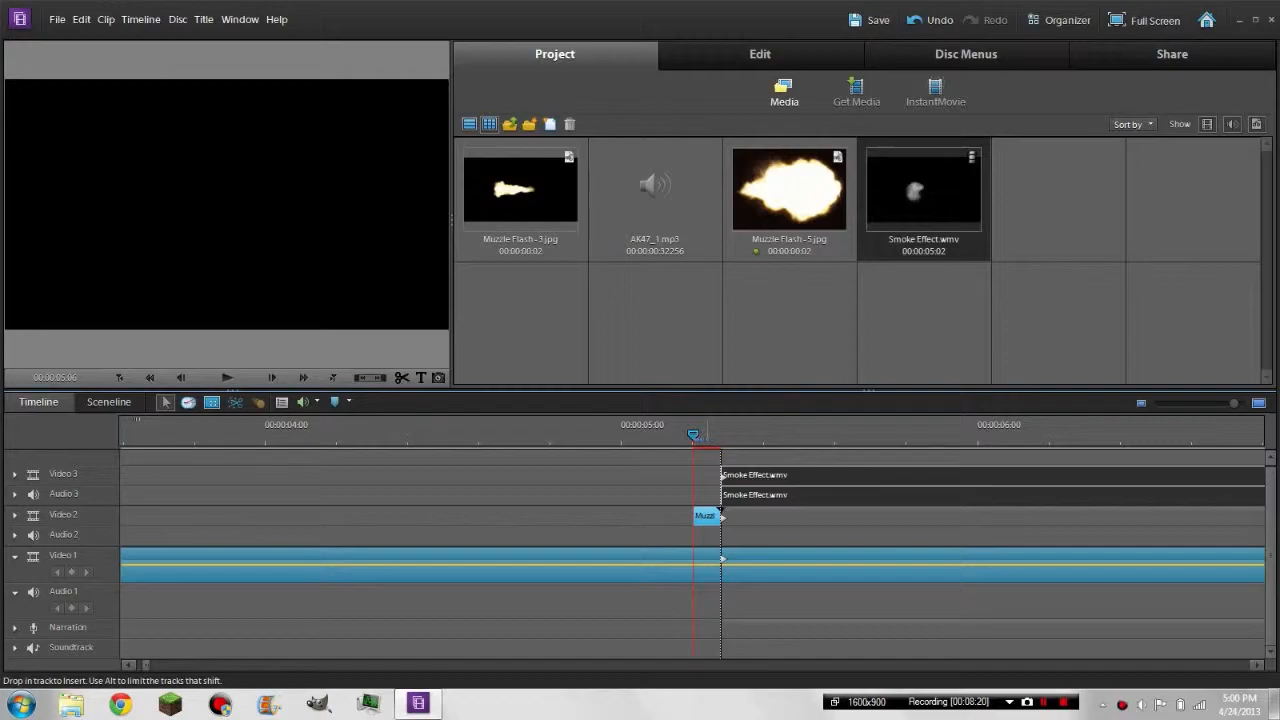 File Edit Clip Timeline Disc Title Window Help
Save Undo Redo Organizer Full Screen
Project Edit Disc Menus Share
Media Get Media InstantMovie
Sort by Show
Muzzle Flash-3.jpg AK47_1.mp3 Muzzle Flash-5.jpg Smoke Effect.wmv
00:00:00:02 00:00:00:32256 00:00:00:02 00:00:05:02
00:00:05:06
Timeline Sceneline
00:00:04:00 00:00:05:00 00:00:06:00
Video 3 Smoke Effect.wmv
Audio 3 Smoke Effect.wmv
Video 2 Muzzl
Audio 2
Video 1
Audio 1
Narration
Soundtrack
Drop in track to Insert. Use Alt to limit the tracks that shift.
1600x900 Recording [00:08:20] 5:00 PM
4/24/2013